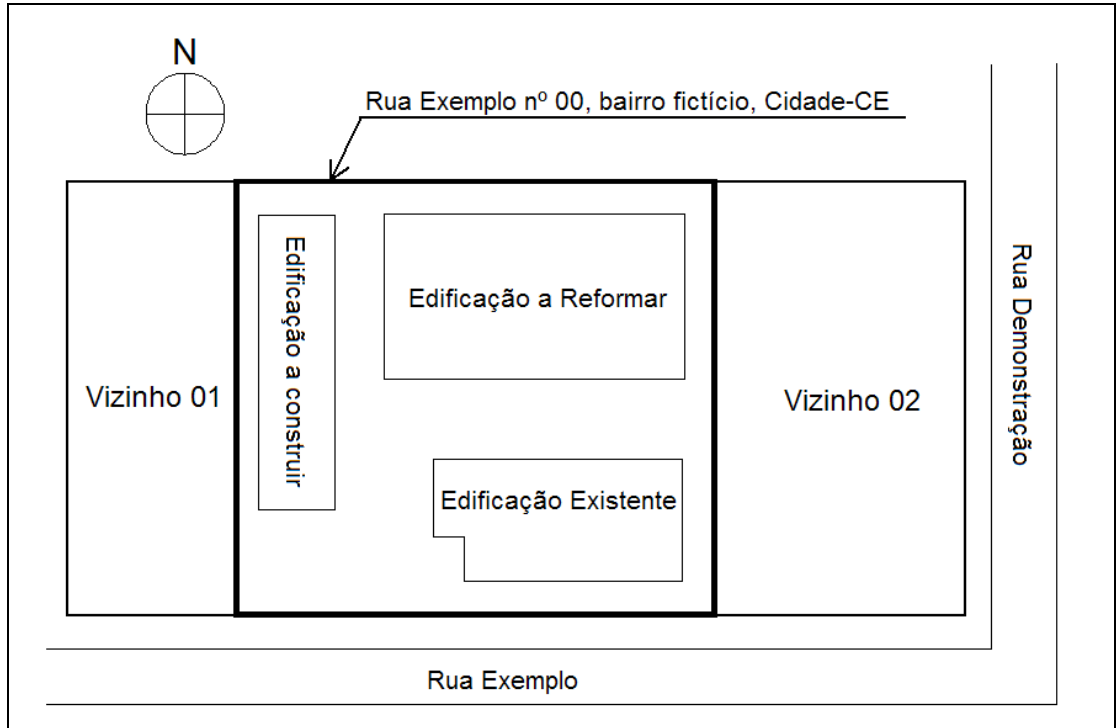 N
Rua Exemplo nº 00, bairro fictício, Cidade-CE
Edificação a construir
Edificação a Reformar
Rua Demonstração
Vizinho 01
Vizinho 02
Edificação Existente
Rua Exemplo